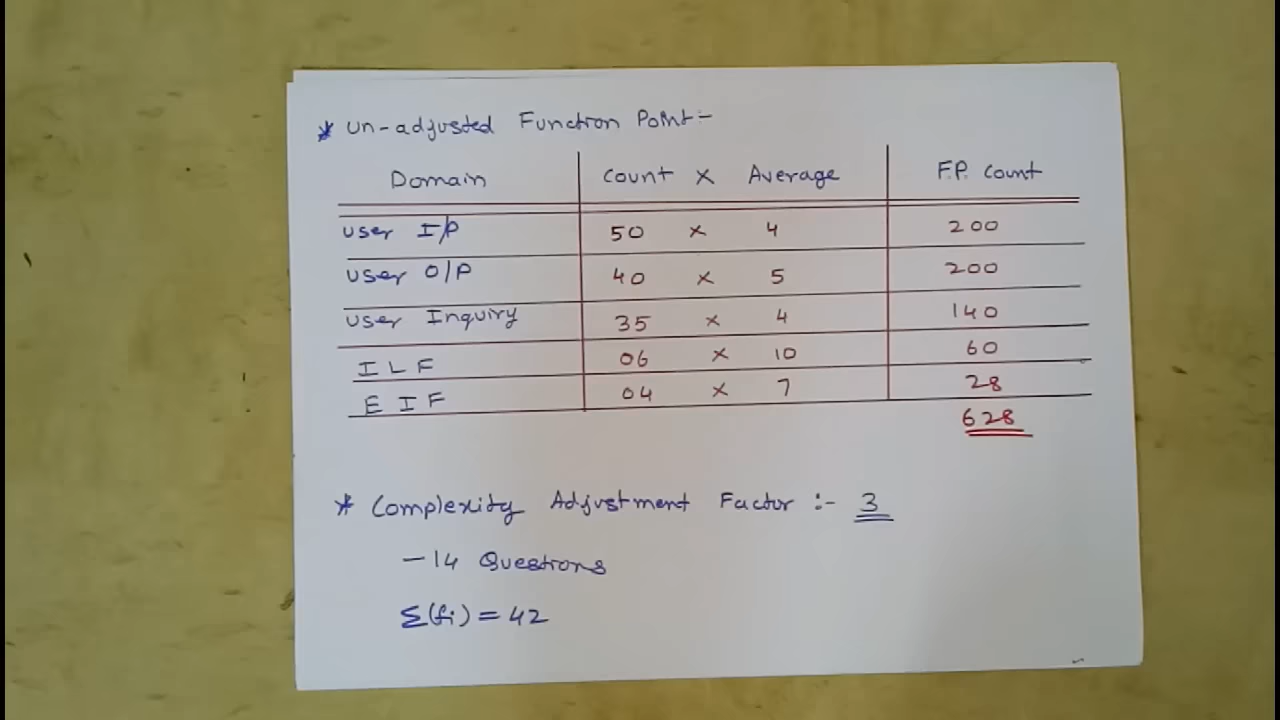 * Un-adjusted Function Point :-
Domain Count x Average F.P. Count
User I/P 50 x 4 200
User O/P 40 x 5 200
User Inquiry 35 x 4 140
ILF 06 x 10 60
EIF 04 x 7 28
628
* Complexity Adjustment Factor :- 3
- 14 Questions
Σ(fi) = 42